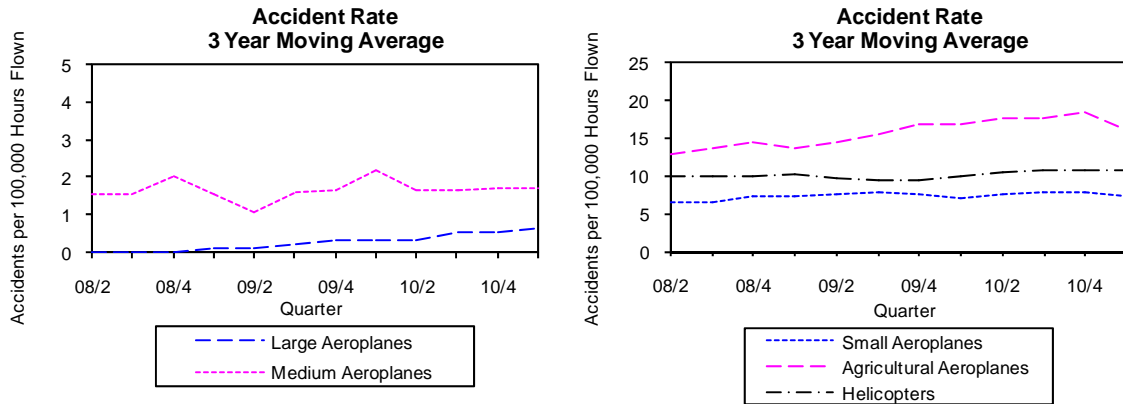 Accident Rate
3 Year Moving Average
Accidents per 100,000 Hours Flown
5
4
3
2
1
0
08/2 08/4 09/2 09/4 10/2 10/4
Quarter
Large Aeroplanes
Medium Aeroplanes
Accident Rate
3 Year Moving Average
Accidents per 100,000 Hours Flown
25
20
15
10
5
0
08/2 08/4 09/2 09/4 10/2 10/4
Quarter
Small Aeroplanes
Agricultural Aeroplanes
Helicopters